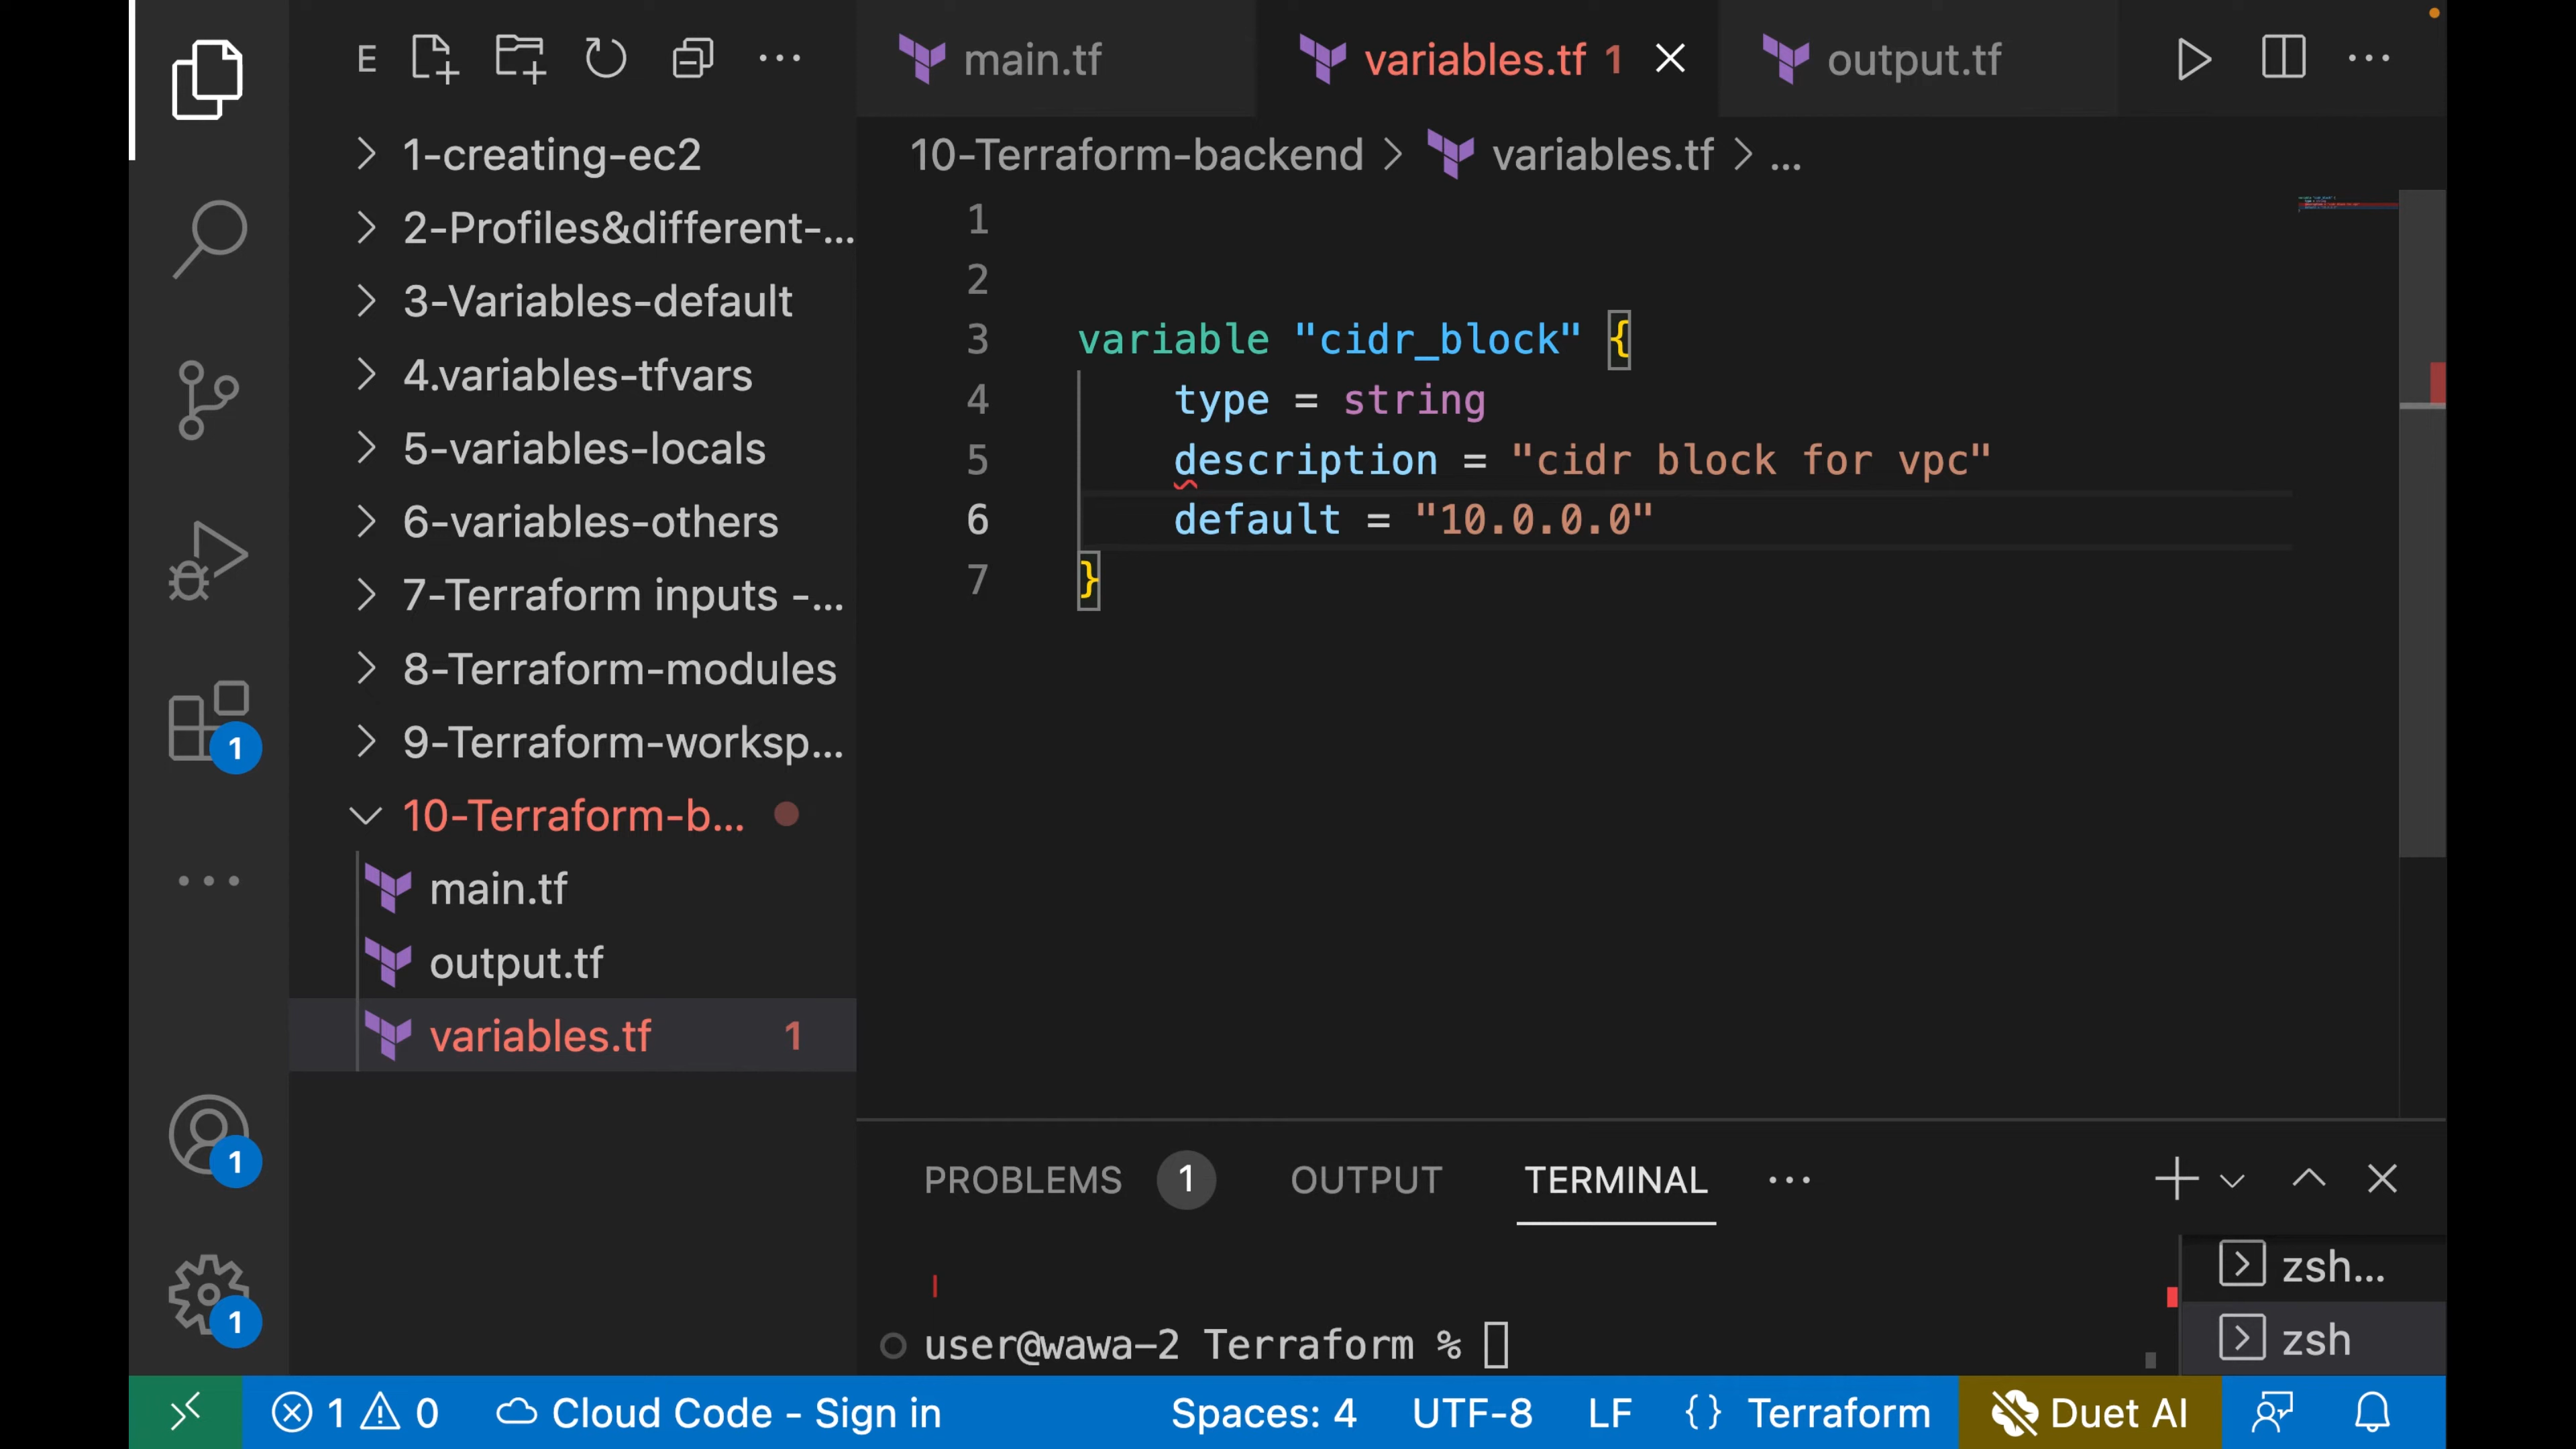 E
main.tf
variables.tf 1
output.tf
10-Terraform-backend > variables.tf > ...
1-creating-ec2
2-Profiles&different-...
3-Variables-default
4.variables-tfvars
5-variables-locals
6-variables-others
7-Terraform inputs -...
8-Terraform-modules
9-Terraform-worksp...
10-Terraform-b...
main.tf
output.tf
variables.tf 1
1
1
1
1
2
3 variable "cidr_block" {
4 type = string
5 description = "cidr block for vpc"
6 default = "10.0.0.0"
7 }
PROBLEMS 1 OUTPUT TERMINAL ...
user@wawa-2 Terraform %
zsh...
zsh
1 0 Cloud Code - Sign in Spaces: 4 UTF-8 LF {} Terraform Duet AI